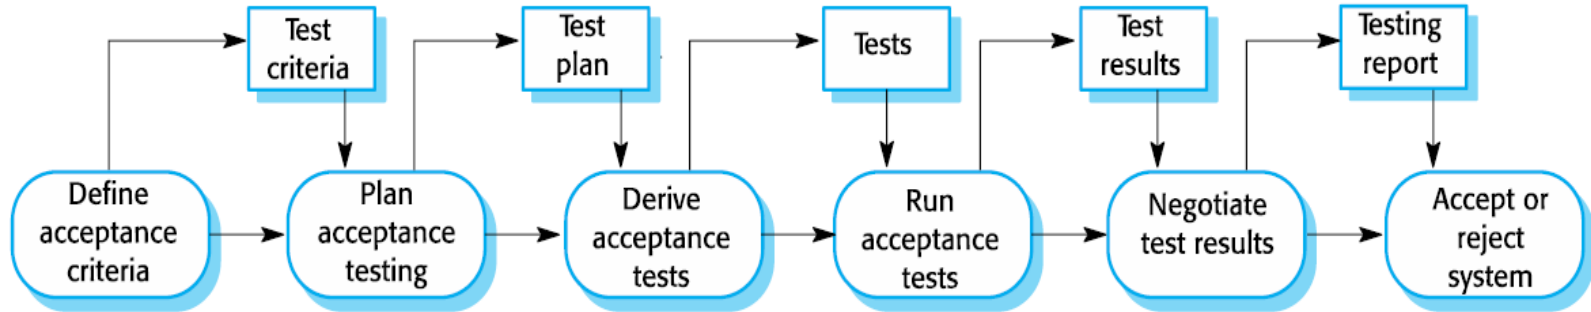 Test
criteria
Test
plan
Tests
Test
results
Testing
report
Define
acceptance
criteria
Plan
acceptance
testing
Derive
acceptance
tests
Run
acceptance
tests
Negotiate
test results
Accept or
reject
system